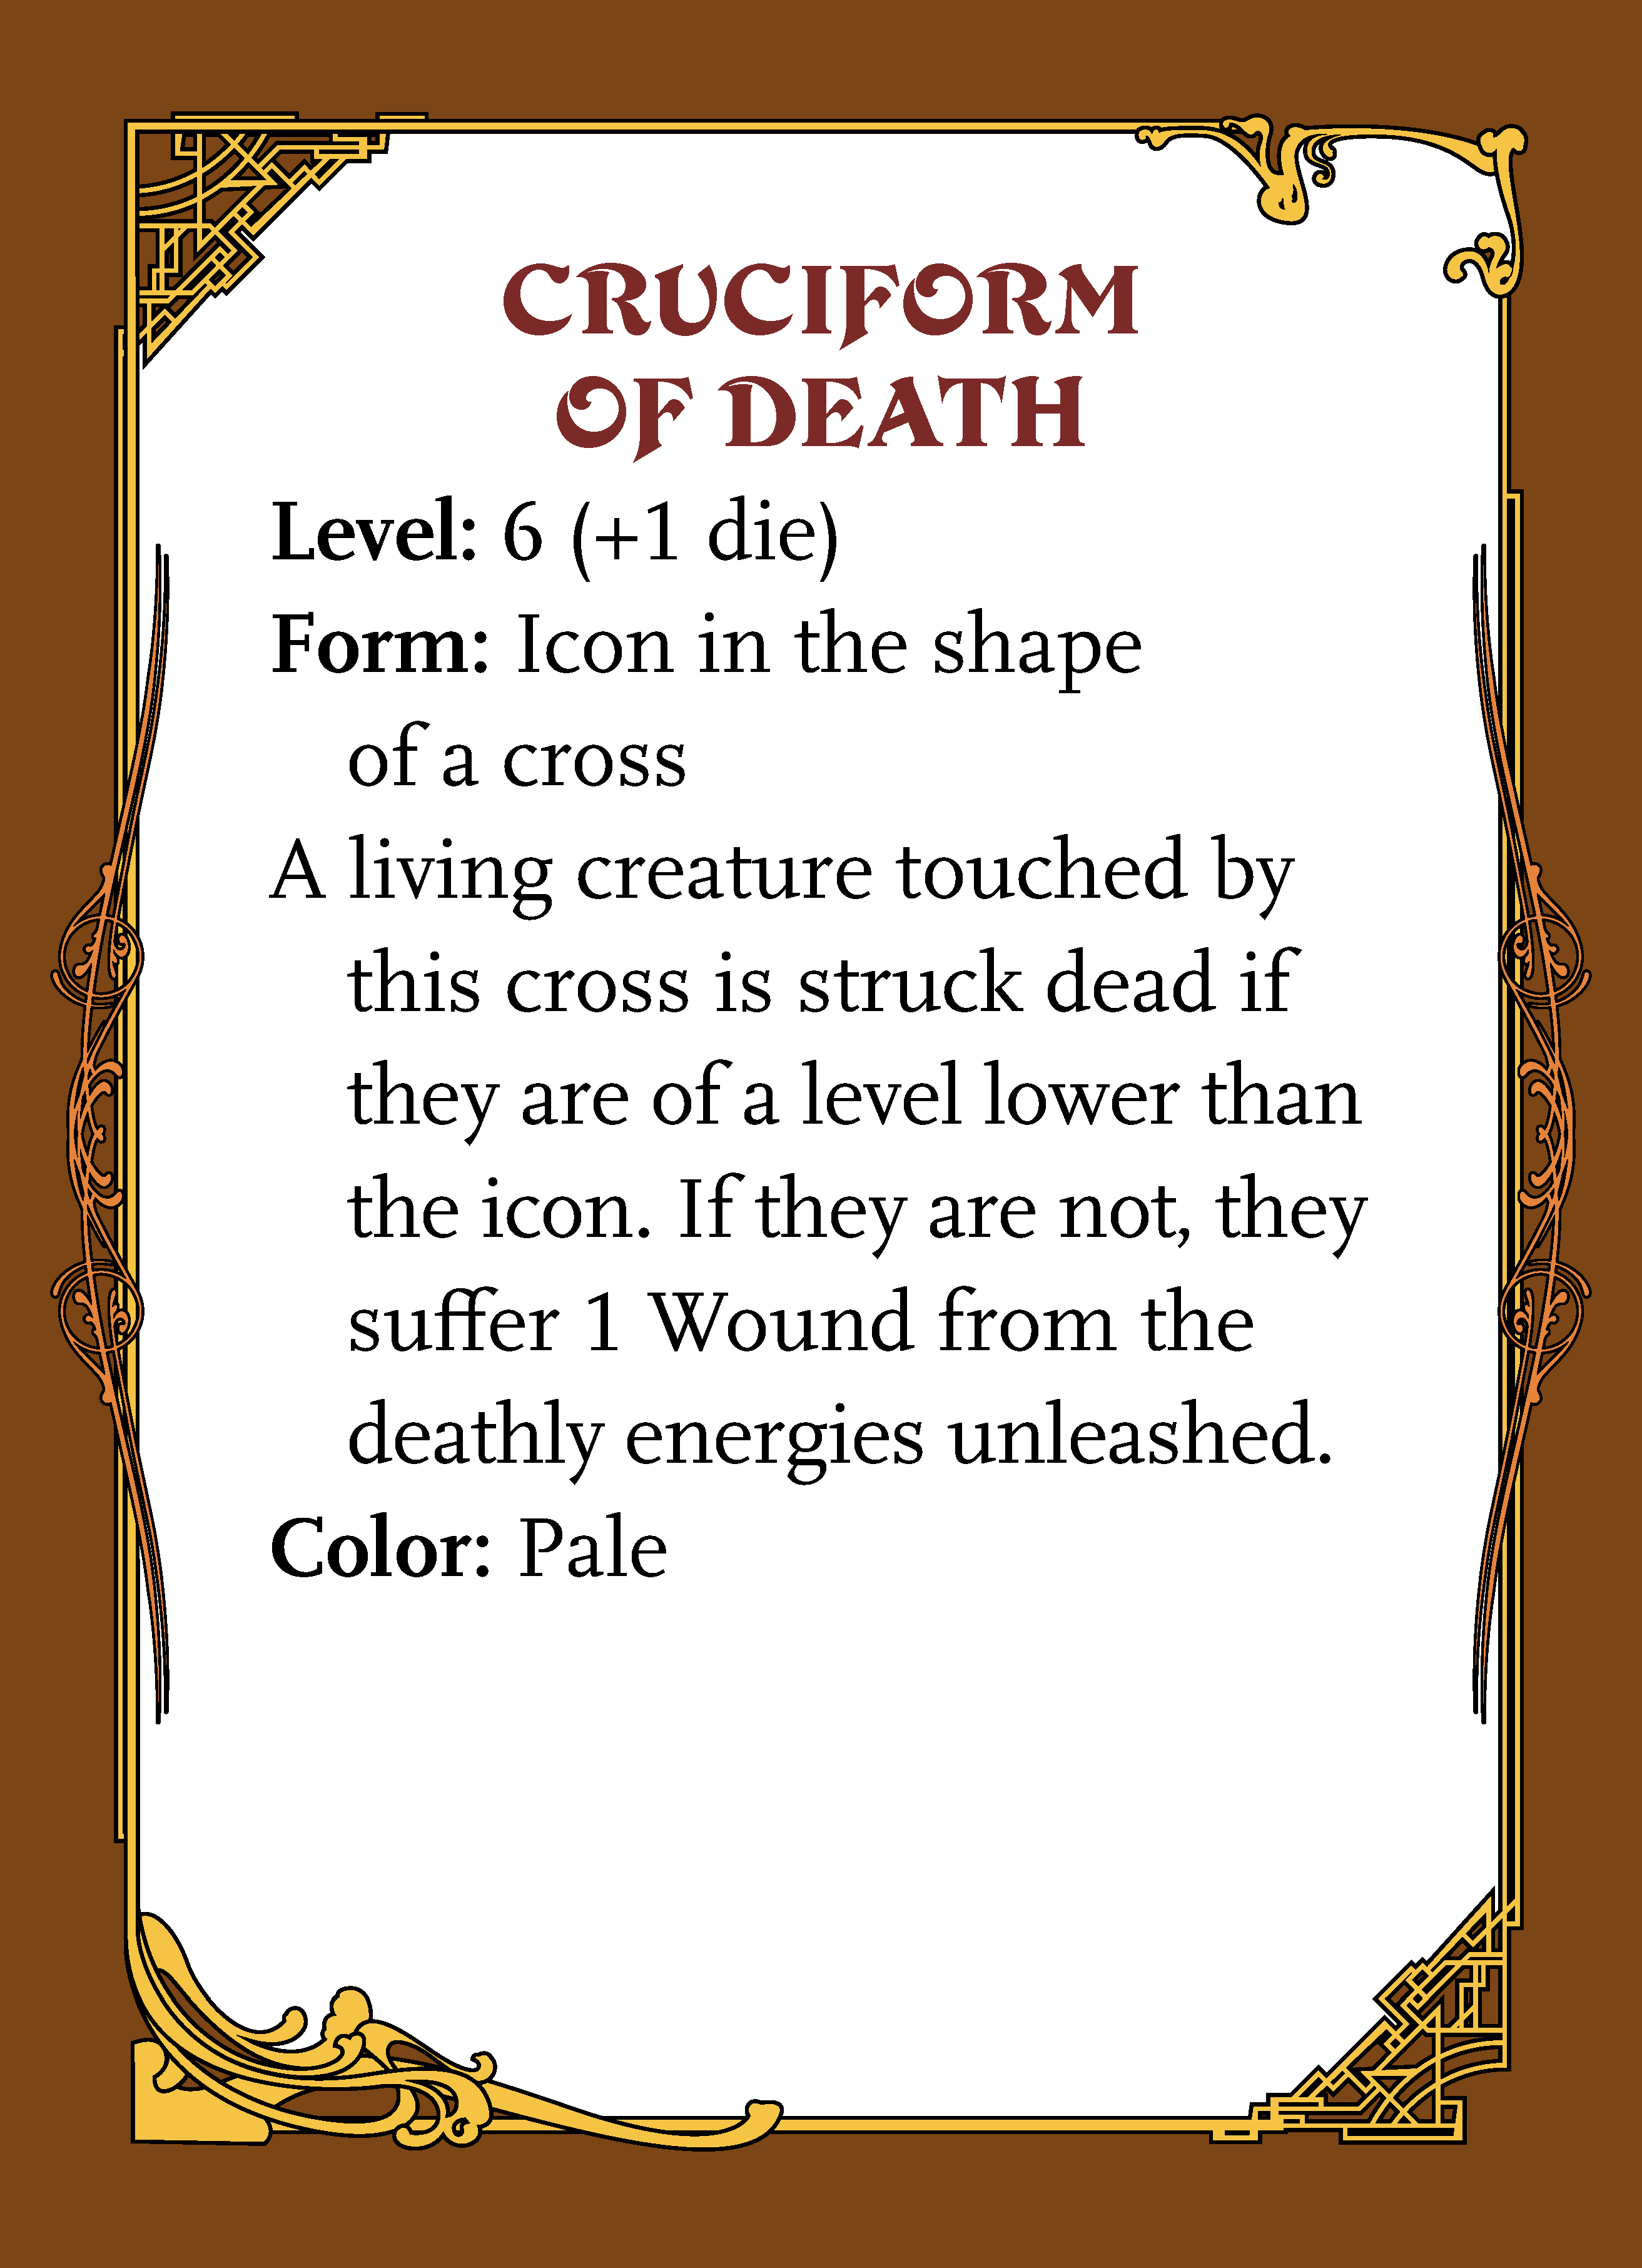 CRUCIFORM
OF DEATH
Level: 6 (+1 die)
Form: Icon in the shape
of a cross
A living creature touched by
this cross is struck dead if
they are of a level lower than
the icon. If they are not, they
suffer 1 Wound from the
deathly energies unleashed.
Color: Pale